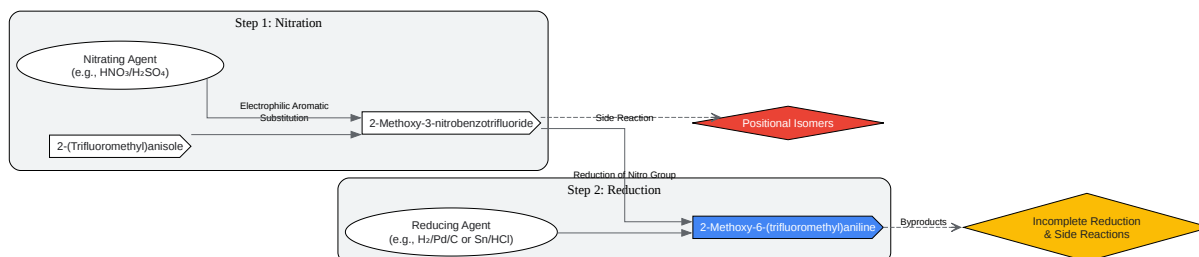 Step 1: Nitration
Nitrating Agent
(e.g., HNO₃/H₂SO₄)
Electrophilic Aromatic
Substitution
2-(Trifluoromethyl)anisole
2-Methoxy-3-nitrobenzotrifluoride
Side Reaction
Positional Isomers
Reduction of Nitro Group
Step 2: Reduction
Reducing Agent
(e.g., H₂/Pd/C or Sn/HCl)
2-Methoxy-6-(trifluoromethyl)aniline
Byproducts
Incomplete Reduction
& Side Reactions